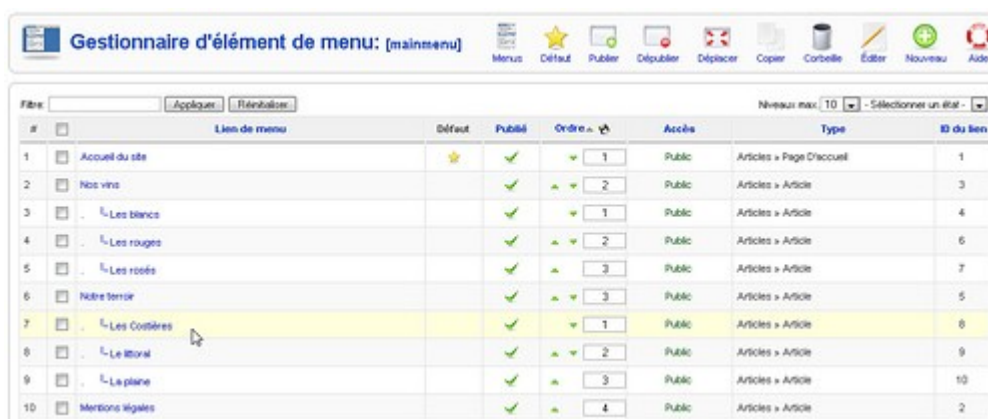 Gestionnaire d'élément de menu: [mainmenu]
Menus Défaut Publier Dépublier Déplacer Copier Corbeille Éditer Nouveau Aide
Filtre: Appliquer Réinitialiser Niveaux max 10 - Sélectionner un état -
# Lien de menu Défaut Publié Ordre Accès Type ID du lien
1 Accueil du site 1 Public Articles » Page D'accueil 1
2 Nos vins 2 Public Articles » Article 3
3 . Les blancs 1 Public Articles » Article 4
4 . Les rouges 2 Public Articles » Article 6
5 . Les rosés 3 Public Articles » Article 7
6 Notre terroir 3 Public Articles » Article 5
7 . Les Costières 1 Public Articles » Article 8
8 . Le littoral 2 Public Articles » Article 9
9 . La plaine 3 Public Articles » Article 10
10 Mentions légales 4 Public Articles » Article 2